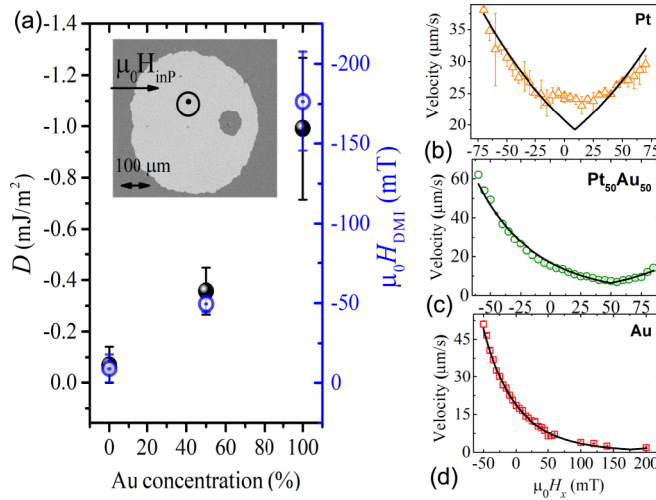 (a)
-1.4
-1.2
-1.0
-0.8
-0.6
-0.4
-0.2
0.0
D (mJ/m²)
0 20 40 60 80 100
Au concentration (%)
-200
-150
-100
-50
0
μ₀H_DMI (mT)
μ₀H_inP
100 μm
Pt
Velocity (μm/s)
35
30
25
20
-75 -50 -25 0 25 50 75
(b)
Pt₅₀Au₅₀
Velocity (μm/s)
60
40
20
0
-50 -25 0 25 50 75
(c)
Au
Velocity (μm/s)
45
30
15
0
-50 0 50 100 150 200
(d)
μ₀H_x (mT)